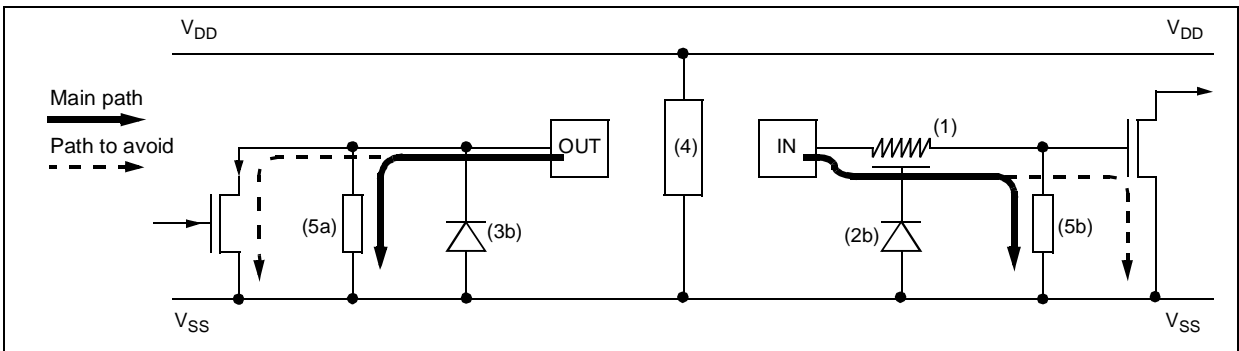 V_DD V_DD
Main path
Path to avoid
OUT (4) IN (1)
(5a) (3b) (2b) (5b)
V_SS V_SS